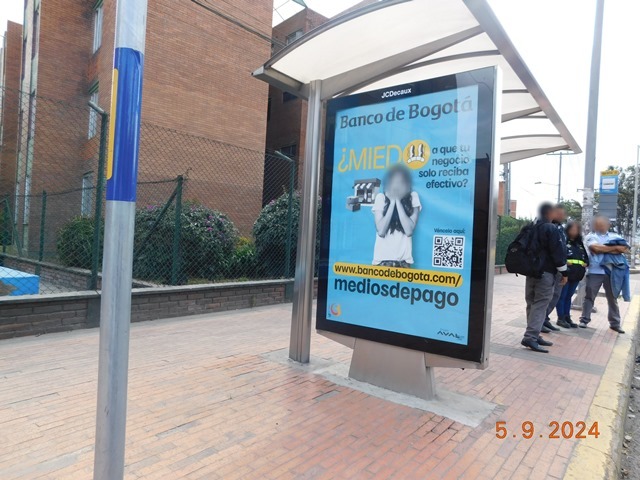 JCDecaux
Banco de Bogotá
¿MIEDO a que tu
negocio
solo reciba
efectivo?
Véncelo aquí:
www.bancodebogota.com/
mediosdepago
AVAL
5.9.2024